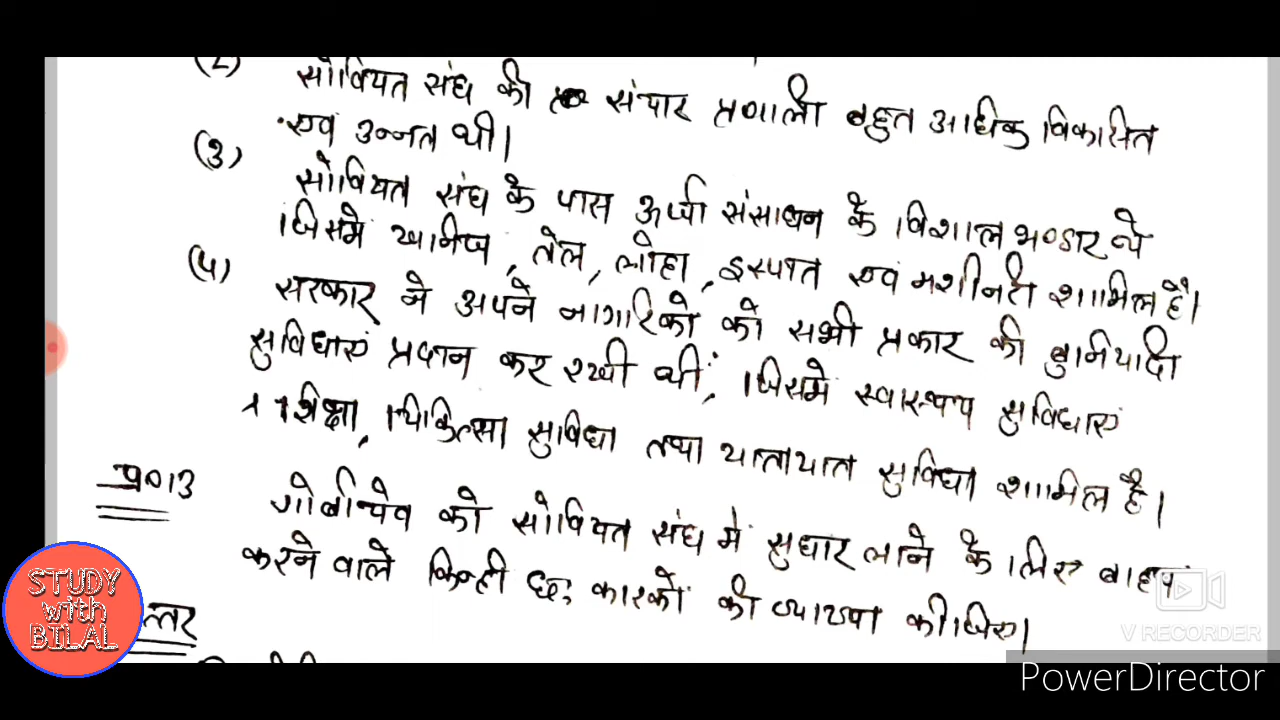 (2) सोवियत संघ की संचार प्रणाली बहुत अधिक विकसित
एवं उन्नत थी।
(3) सोवियत संघ के पास ऊर्जा संसाधन के विशाल भण्डार थे
जिसमे खनिज, तेल, लोहा, इस्पात एवं मशीनरी शामिल है।
(4) सरकार ने अपने नागरिको को सभी प्रकार की बुनियादी
सुविधाएं प्रदान कर रखी थीं, जिसमे स्वास्थ्य सुविधाएं
शिक्षा, चिकित्सा सुविधा तथा यातायात सुविधा शामिल है।
प्र०13 गोर्बाचेव को सोवियत संघ मे सुधार लाने के लिए बाध्य
करने वाले किन्ही छः कारकों की व्याख्या कीजिए।
STUDY
with
BILAL
त्तर
V RECORDER
PowerDirector